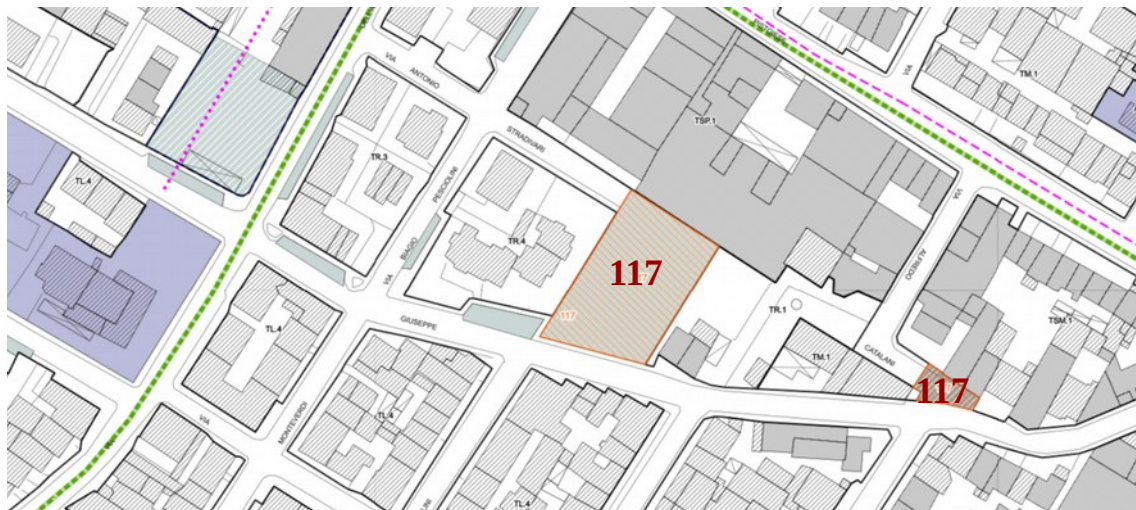 VIA
ANTONIO
STRADIVARI
TSP.1
VIA
TM.1
TL.4
TR.3
PESCIOLINI
BIAGIO
VIA
TR.4
117
117
VIA
ALFREDO
CATALANI
TR.1
TSM.1
TM.1
117
GIUSEPPE
TL.4
VIA
MONTEVERDI
TL.4
TL.4